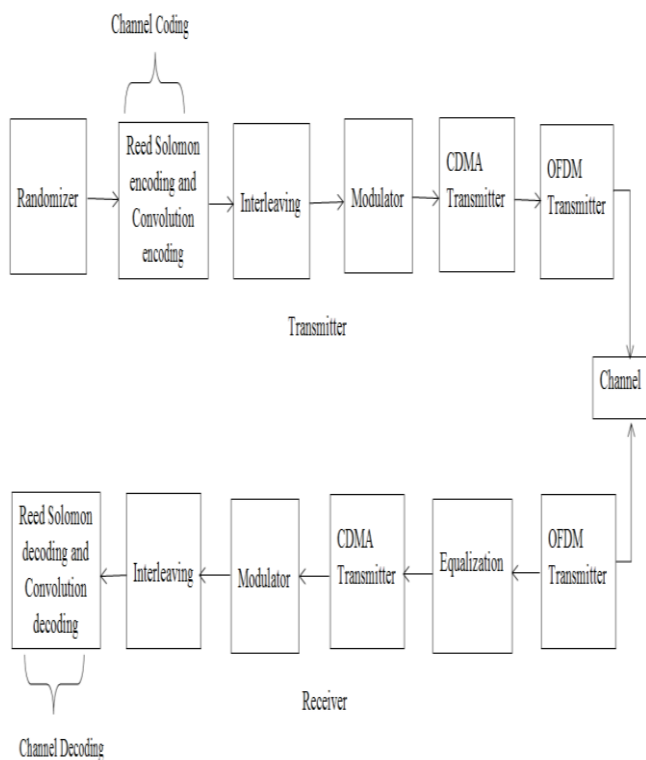 Channel Coding
Randomizer
Reed Solomon
encoding and
Convolution
encoding
Interleaving
Modulator
CDMA
Transmitter
OFDM
Transmitter
Transmitter
Channel
Reed Solomon
decoding and
Convolution
decoding
Interleaving
Modulator
CDMA
Transmitter
Equalization
OFDM
Transmitter
Receiver
Channel Decoding